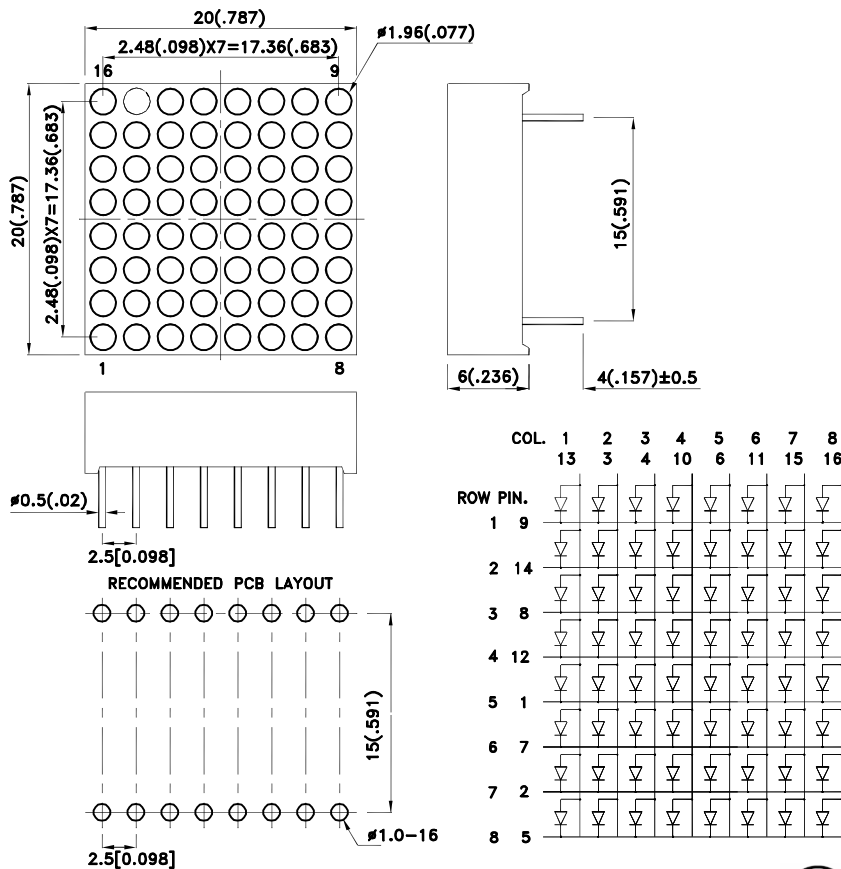 20(.787)
2.48(.098)X7=17.36(.683)
ø1.96(.077)
16 9
20(.787)
2.48(.098)X7=17.36(.683)
1 8
15(.591)
6(.236)
4(.157)±0.5
ø0.5(.02)
2.5[0.098]
RECOMMENDED PCB LAYOUT
15(.591)
ø1.0-16
2.5[0.098]
COL. 1 2 3 4 5 6 7 8
13 3 4 10 6 11 15 16
ROW PIN.
1 9
2 14
3 8
4 12
5 1
6 7
7 2
8 5